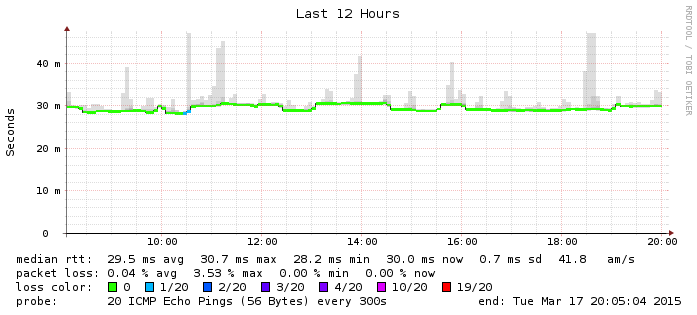 Last 12 Hours
RRDTOOL / TOBI OETIKER
Seconds
40 m
30 m
20 m
10 m
0
10:00 12:00 14:00 16:00 18:00 20:00
median rtt: 29.5 ms avg 30.7 ms max 28.2 ms min 30.0 ms now 0.7 ms sd 41.8 am/s
packet loss: 0.04 % avg 3.53 % max 0.00 % min 0.00 % now
loss color: 0 1/20 2/20 3/20 4/20 10/20 19/20
probe: 20 ICMP Echo Pings (56 Bytes) every 300s end: Tue Mar 17 20:05:04 2015